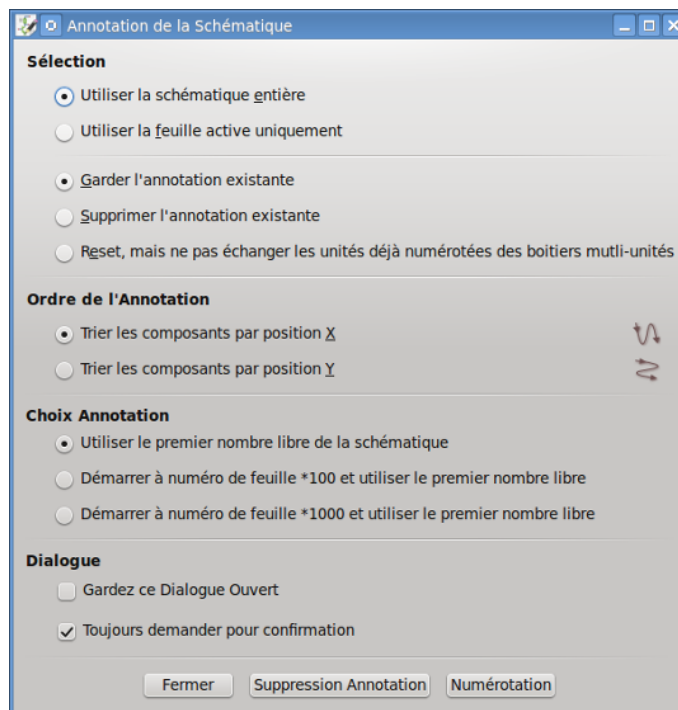 Annotation de la Schématique
Sélection
Utiliser la schématique entière
Utiliser la feuille active uniquement
Garder l'annotation existante
Supprimer l'annotation existante
Reset, mais ne pas échanger les unités déjà numérotées des boitiers mutli-unités
Ordre de l'Annotation
Trier les composants par position X
Trier les composants par position Y
Choix Annotation
Utiliser le premier nombre libre de la schématique
Démarrer à numéro de feuille *100 et utiliser le premier nombre libre
Démarrer à numéro de feuille *1000 et utiliser le premier nombre libre
Dialogue
Gardez ce Dialogue Ouvert
Toujours demander pour confirmation
Fermer Suppression Annotation Numérotation